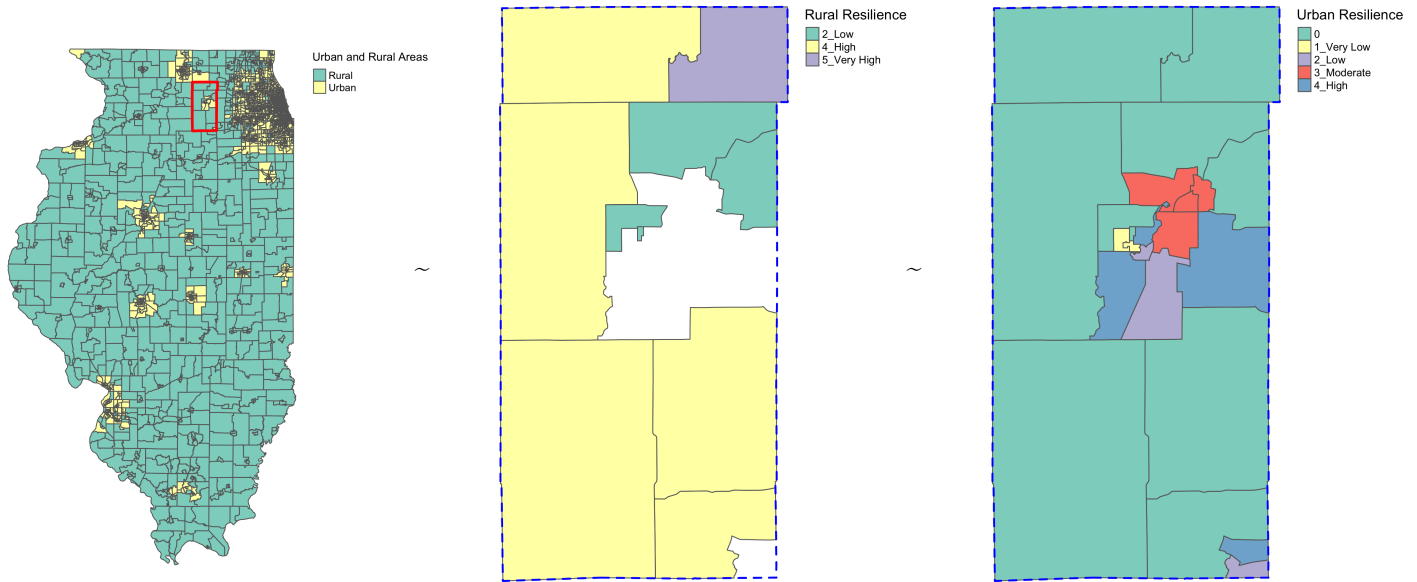 Urban and Rural Areas
Rural
Urban
~
Rural Resilience
2_Low
4_High
5_Very High
~
Urban Resilience
0
1_Very Low
2_Low
3_Moderate
4_High